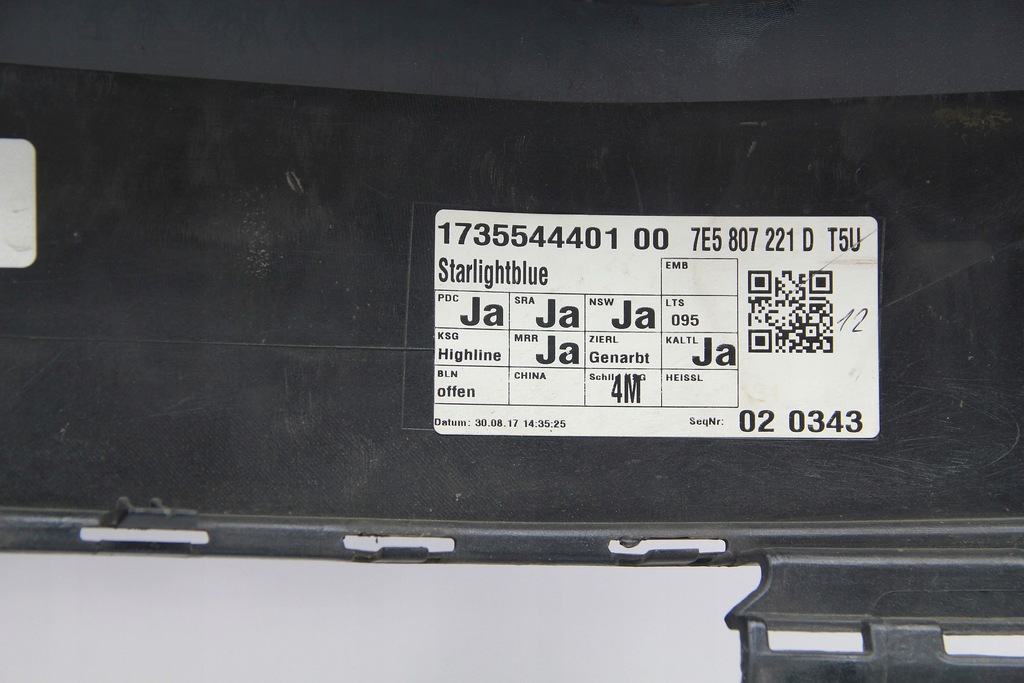 1735544401 00 7E5 807 221 D T5U
Starlightblue EMB
PDC Ja SRA Ja NSW Ja LTS 095
KSG Highline MRR Ja ZIERL Genarbt KALTL Ja
BLN offen CHINA 4M HEISSL
12
Datum: 30.08.17 14:35:25 SeqNr: 02 0343